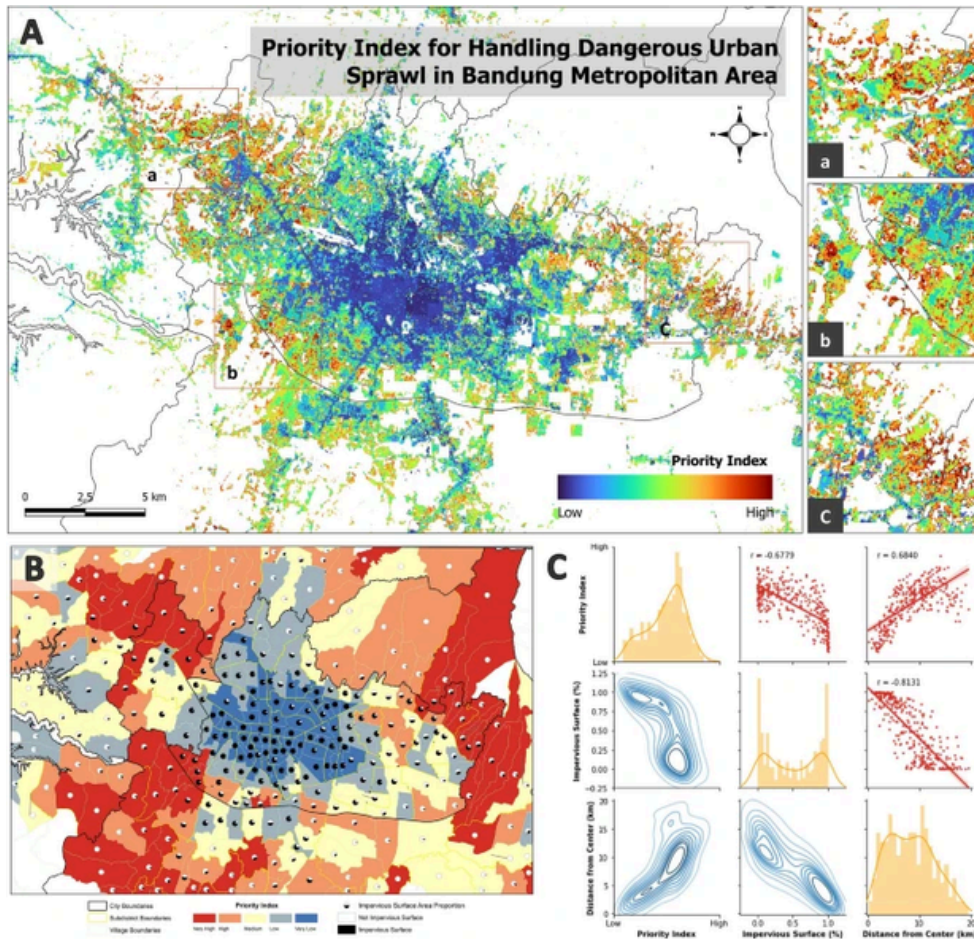 A
Priority Index for Handling Dangerous Urban
Sprawl in Bandung Metropolitan Area
N
W E
S
a
b
C
0 2.5 5 km
Priority Index
Low High
a
b
C
B
City Boundaries
Subdistrict Boundaries
Village Boundaries
Priority Index
Very High High Medium Low Very Low
Impervious Surface Area Proportion
Not Impervious Surface
Impervious Surface
C
High
Priority Index
Low
r = -0.6779
r = 0.6840
Impervious Surface (%)
1.25
1.00
0.75
0.50
0.25
0.00
-0.25
r = -0.8131
Distance from Center (km)
20
15
10
5
0
Low High
Priority Index
0.0 0.5 1.0
Impervious Surface (%)
0 10 20
Distance from Center (km)